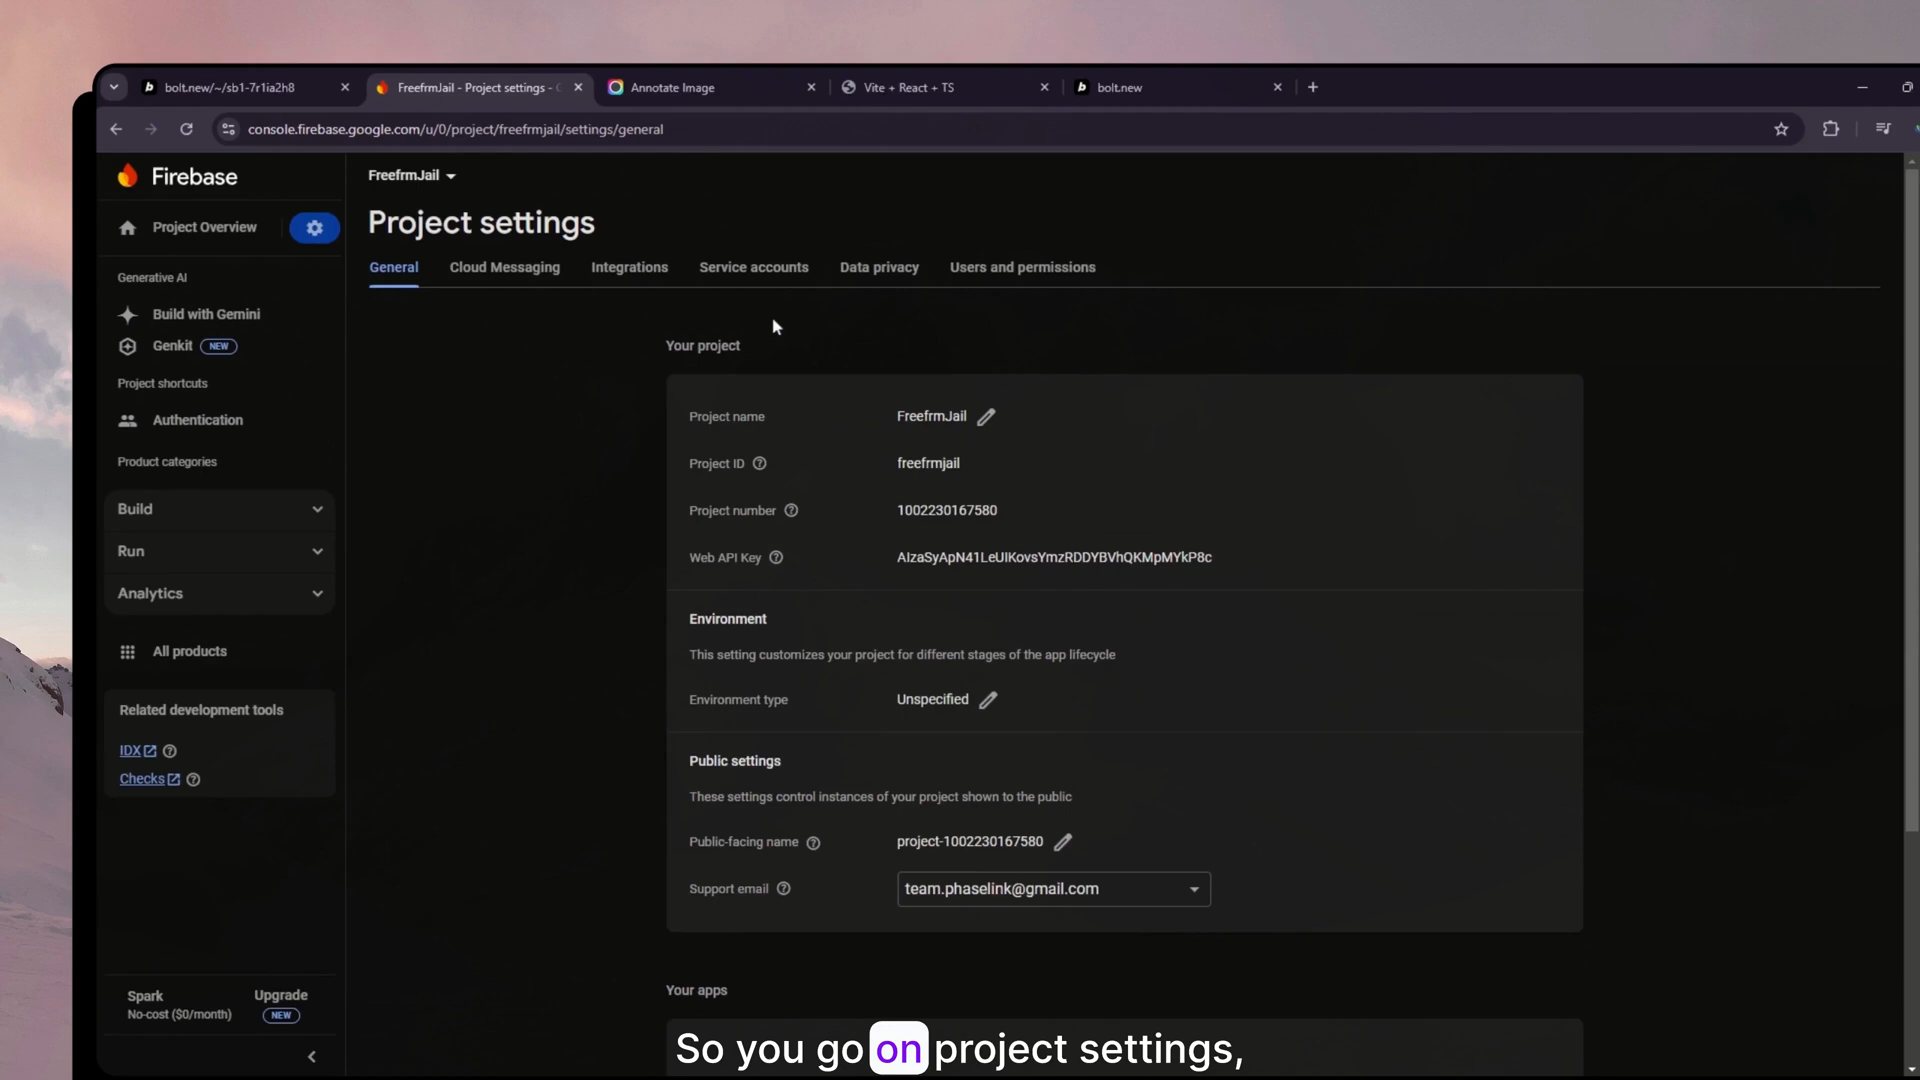 bolt.new/~/sb1-7r1ia2h8
FreefrmJail - Project settings -
Annotate Image
Vite + React + TS
bolt.new
console.firebase.google.com/u/0/project/freefrmjail/settings/general
Firebase
Project Overview
Generative AI
Build with Gemini
Genkit NEW
Project shortcuts
Authentication
Product categories
Build
Run
Analytics
All products
Related development tools
IDX
Checks
Spark
No-cost ($0/month)
Upgrade
NEW
FreefrmJail
Project settings
General Cloud Messaging Integrations Service accounts Data privacy Users and permissions
Your project
Project name FreefrmJail
Project ID freefrmjail
Project number 1002230167580
Web API Key AIzaSyApN41LeUIKovsYmzRDDYBVhQKMpMYkP8c
Environment
This setting customizes your project for different stages of the app lifecycle
Environment type Unspecified
Public settings
These settings control instances of your project shown to the public
Public-facing name project-1002230167580
Support email team.phaselink@gmail.com
Your apps
So you go on project settings,